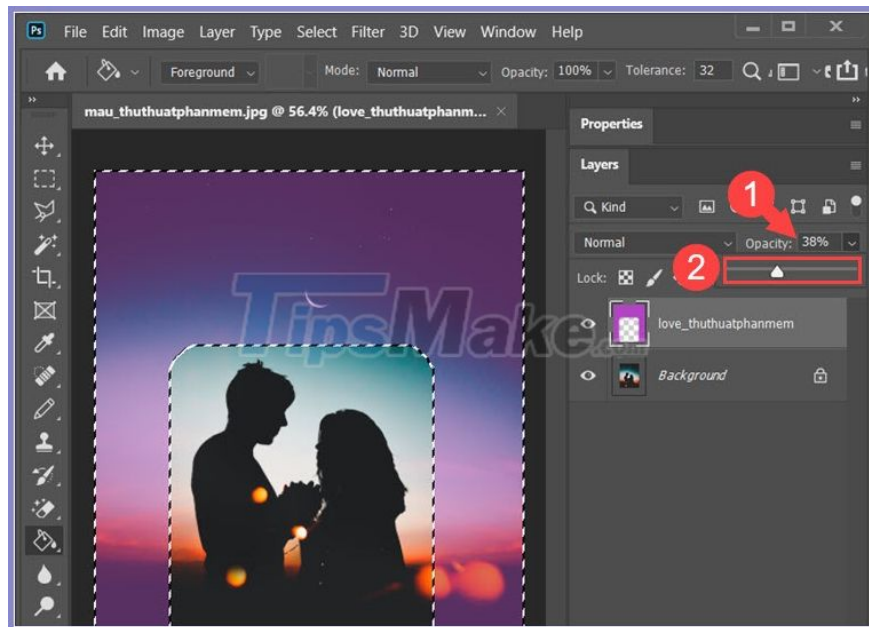 Ps File Edit Image Layer Type Select Filter 3D View Window Help
Foreground Mode: Normal Opacity: 100% Tolerance: 32
mau_thuthuatphanmem.jpg @ 56.4% (love_thuthuatphanm... ×
Properties
Layers
Kind
1
Normal Opacity: 38%
Lock: 2
TipsMake.com
love_thuthuatphanmem
Background